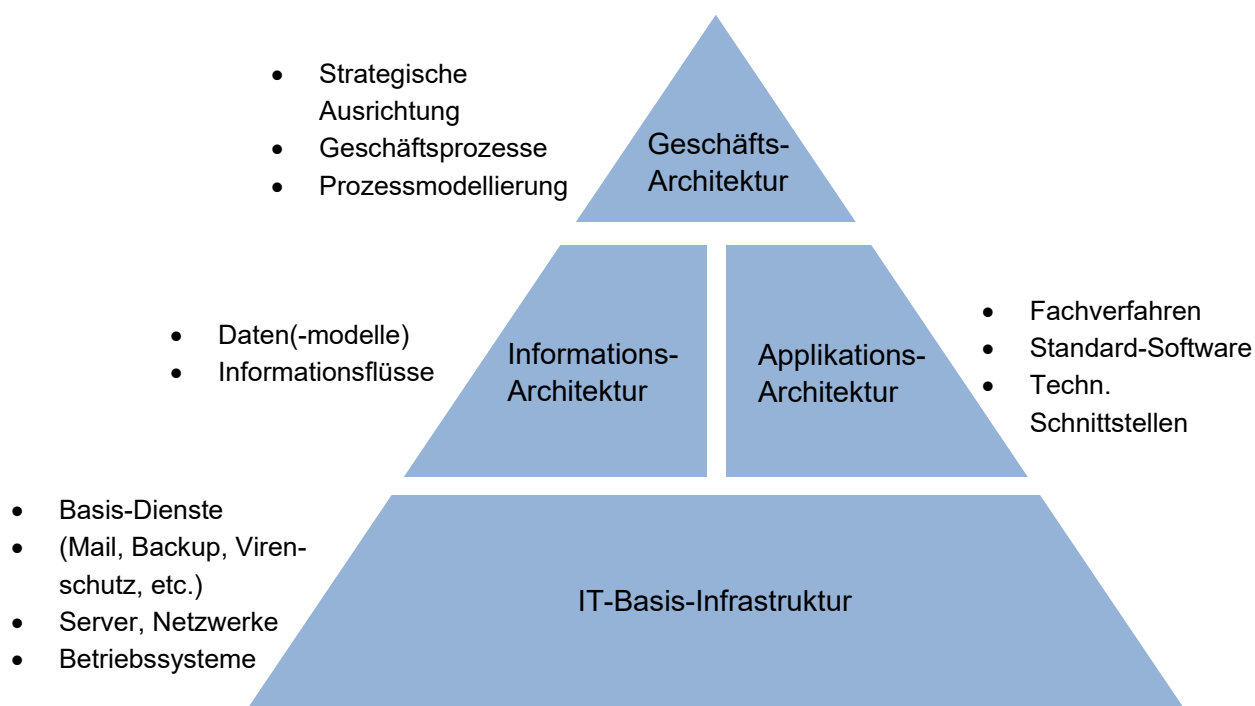 • Strategische
Ausrichtung
• Geschäftsprozesse
• Prozessmodellierung
Geschäfts-
Architektur
• Daten(-modelle)
• Informationsflüsse
Informations-
Architektur
Applikations-
Architektur
• Fachverfahren
• Standard-Software
• Techn.
Schnittstellen
• Basis-Dienste
• (Mail, Backup, Viren-
schutz, etc.)
• Server, Netzwerke
• Betriebssysteme
IT-Basis-Infrastruktur